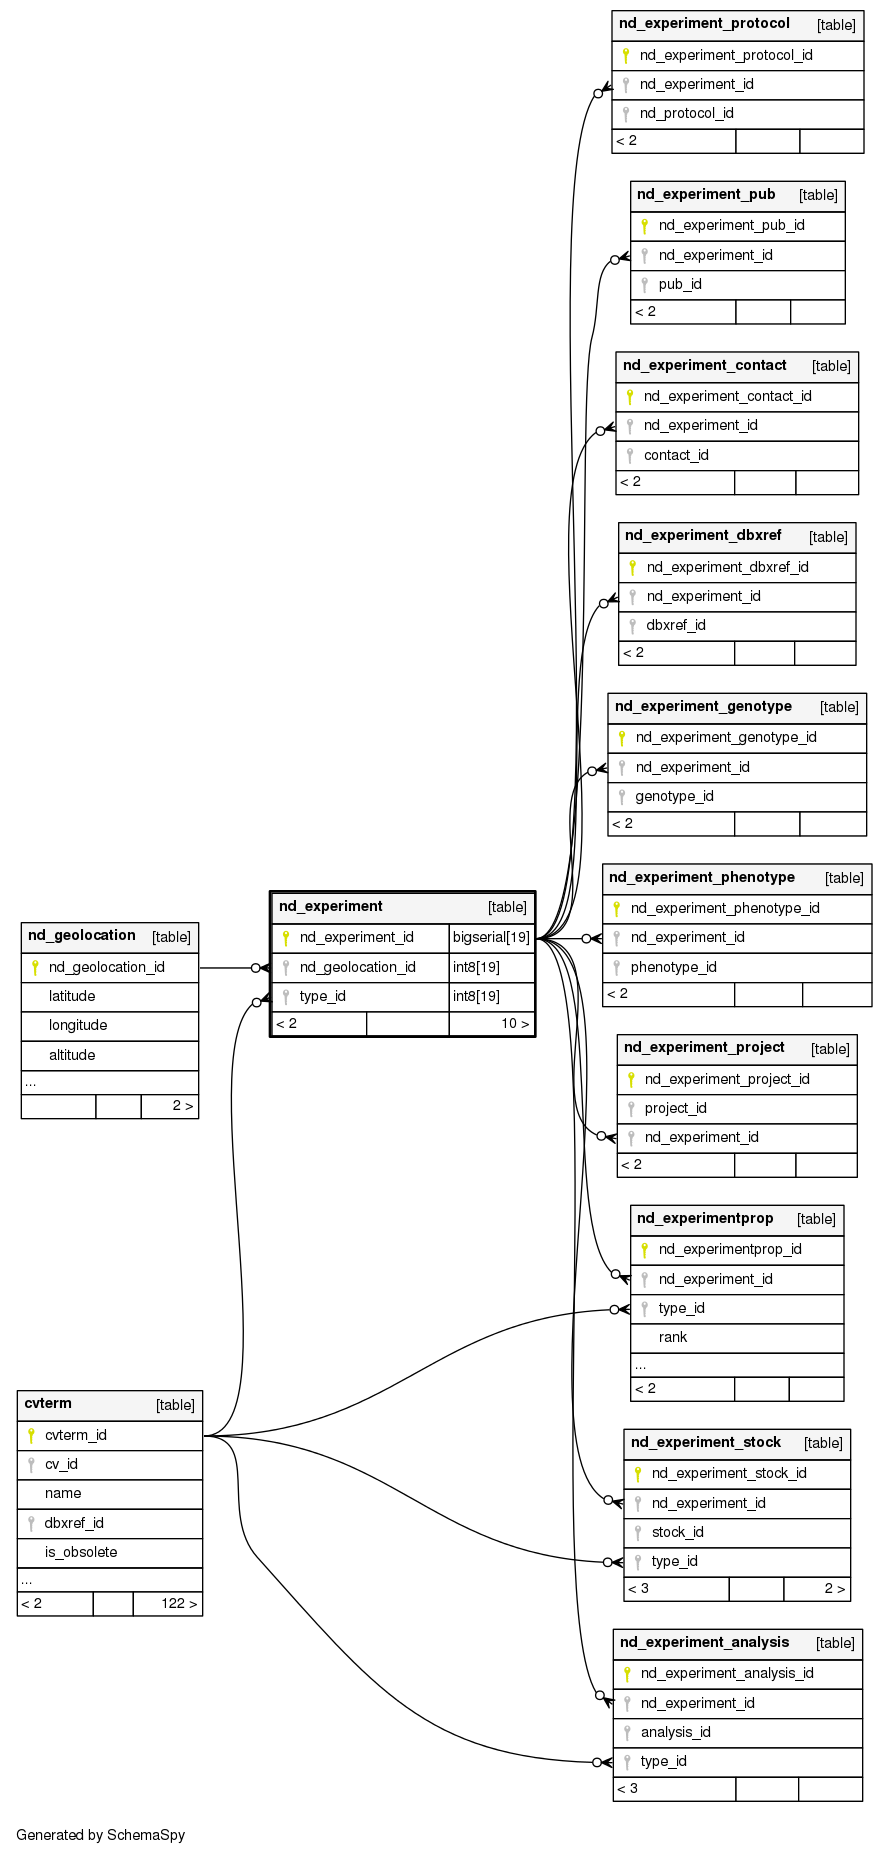 nd_experiment_protocol [table]
nd_experiment_protocol_id
nd_experiment_id
nd_protocol_id
< 2
nd_experiment_pub [table]
nd_experiment_pub_id
nd_experiment_id
pub_id
< 2
nd_experiment_contact [table]
nd_experiment_contact_id
nd_experiment_id
contact_id
< 2
nd_experiment_dbxref [table]
nd_experiment_dbxref_id
nd_experiment_id
dbxref_id
< 2
nd_experiment_genotype [table]
nd_experiment_genotype_id
nd_experiment_id
genotype_id
< 2
nd_experiment_phenotype [table]
nd_experiment_phenotype_id
nd_experiment_id
phenotype_id
< 2
nd_experiment [table]
nd_experiment_id bigserial[19]
nd_geolocation_id int8[19]
type_id int8[19]
< 2 10 >
nd_geolocation [table]
nd_geolocation_id
latitude
longitude
altitude
...
2 >
nd_experiment_project [table]
nd_experiment_project_id
project_id
nd_experiment_id
< 2
nd_experimentprop [table]
nd_experimentprop_id
nd_experiment_id
type_id
rank
...
< 2
cvterm [table]
cvterm_id
cv_id
name
dbxref_id
is_obsolete
...
< 2 122 >
nd_experiment_stock [table]
nd_experiment_stock_id
nd_experiment_id
stock_id
type_id
< 3 2 >
nd_experiment_analysis [table]
nd_experiment_analysis_id
nd_experiment_id
analysis_id
type_id
< 3
Generated by SchemaSpy